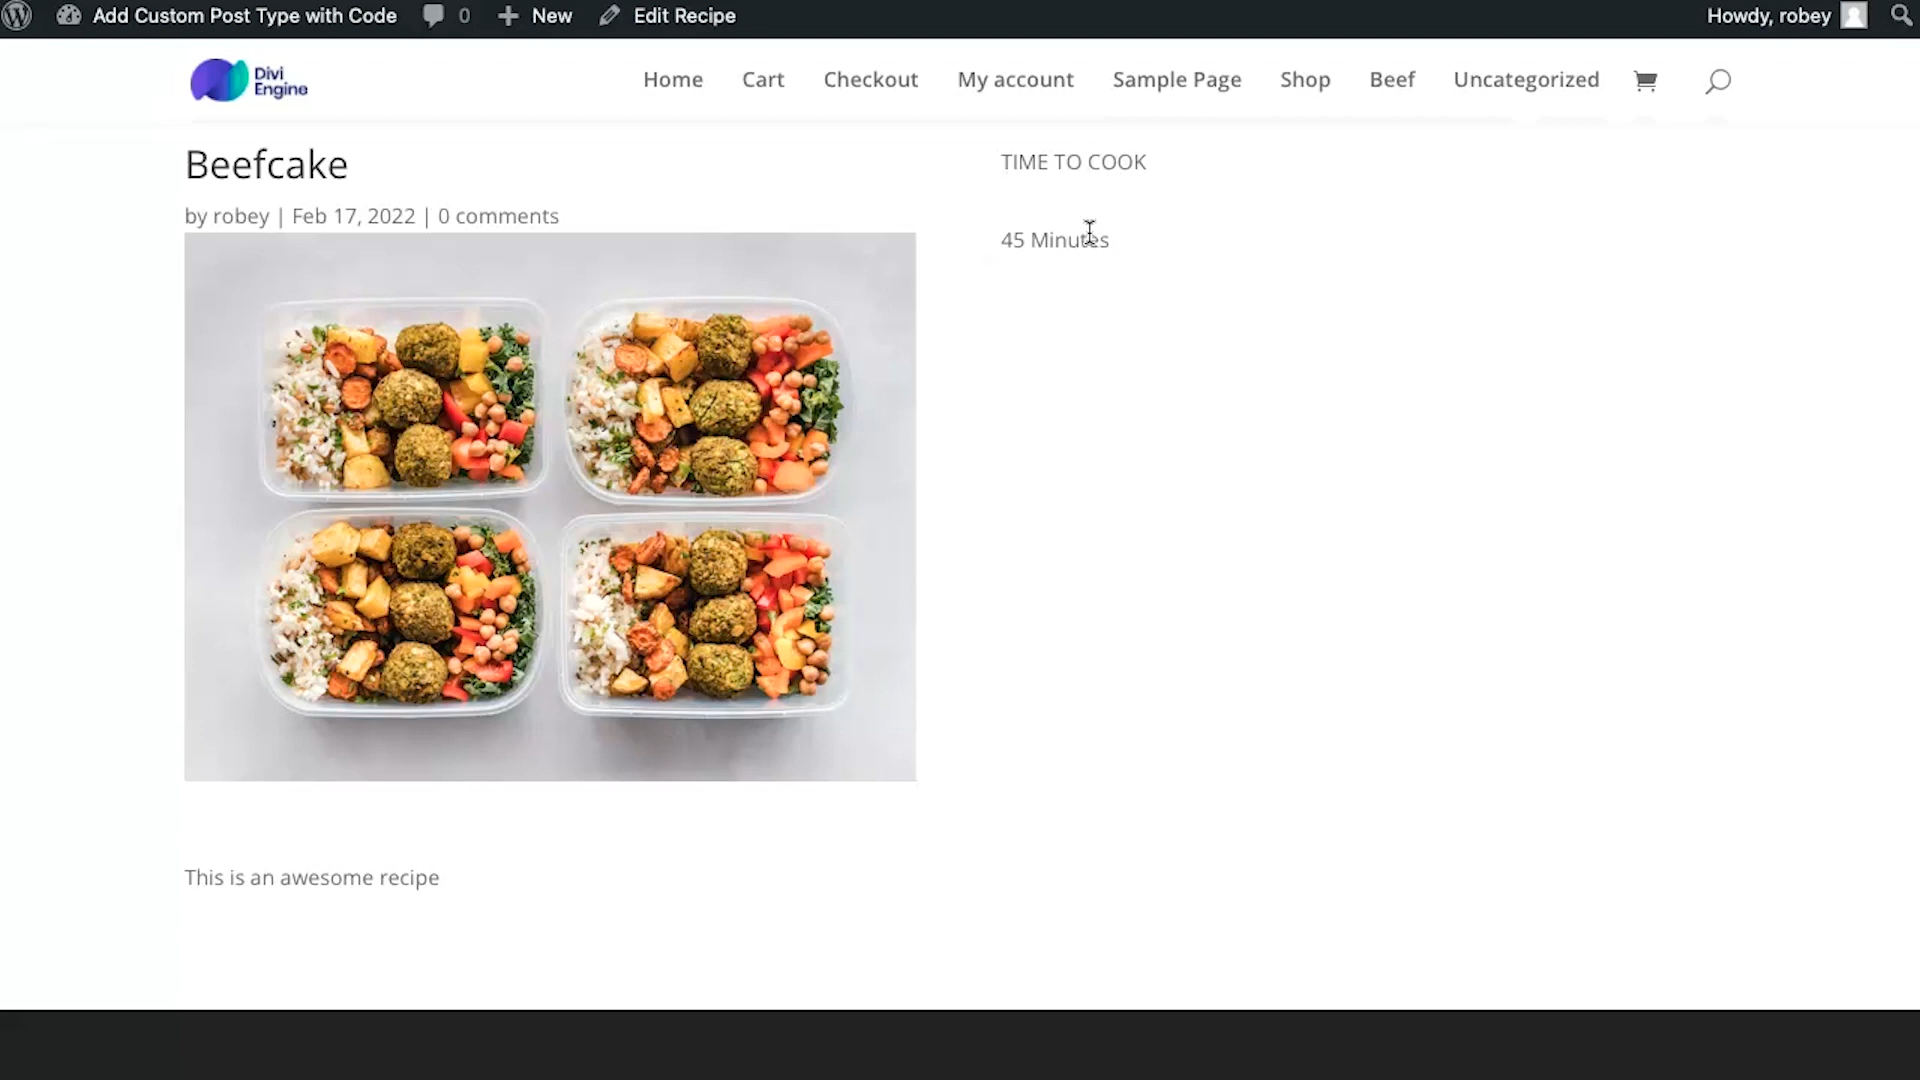 Add Custom Post Type with Code 0 New Edit Recipe Howdy, robey
Divi
Engine
Home Cart Checkout My account Sample Page Shop Beef Uncategorized
Beefcake
by robey | Feb 17, 2022 | 0 comments
TIME TO COOK
45 Minutes
This is an awesome recipe